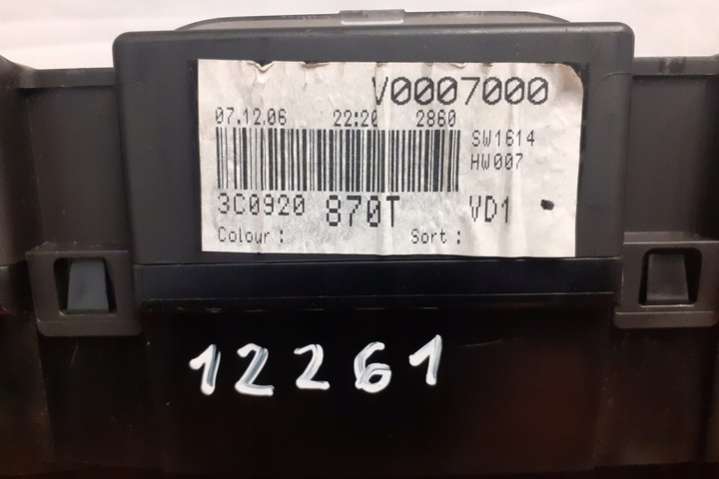 V0007000
07.12.06 22:20 2860
SW1614
HW007
3C0920 870T VD1
Colour : Sort :
12261